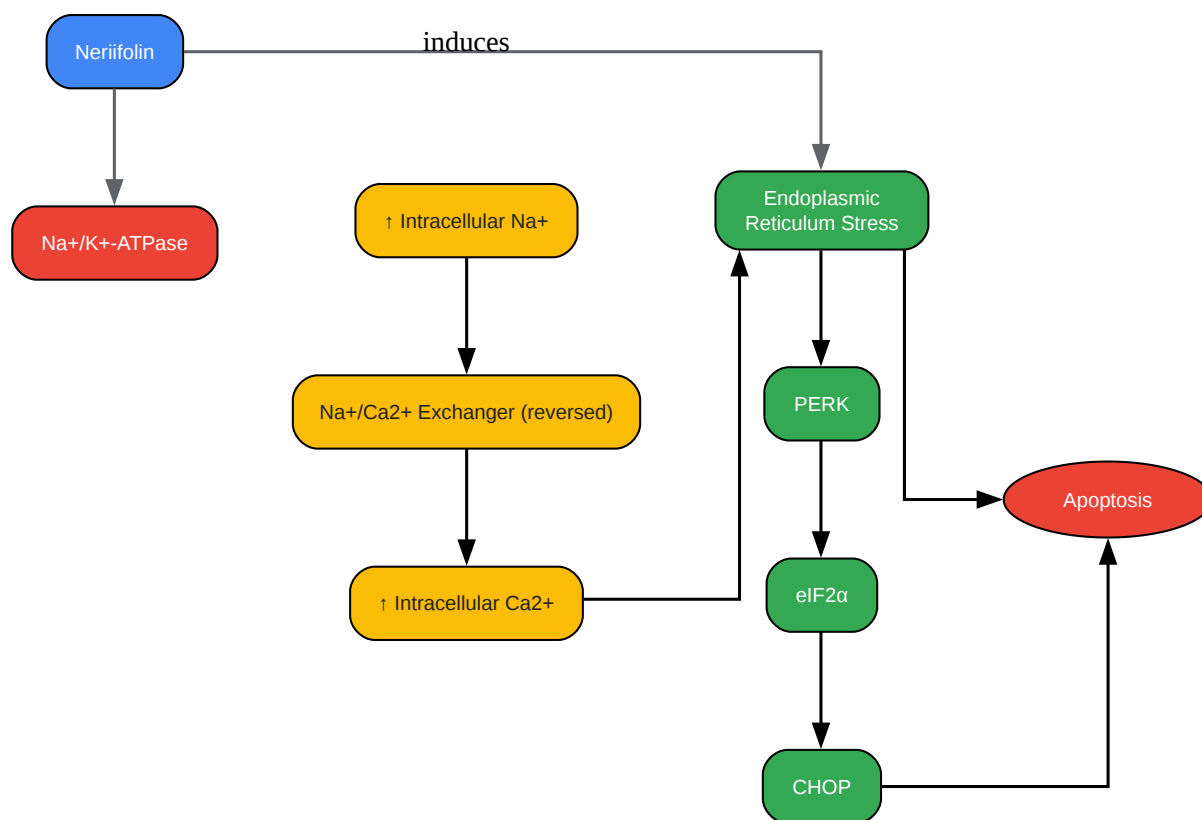 Neriifolin
induces
Na+/K+-ATPase
↑ Intracellular Na+
Endoplasmic
Reticulum Stress
Na+/Ca2+ Exchanger (reversed)
PERK
Apoptosis
↑ Intracellular Ca2+
eIF2α
CHOP